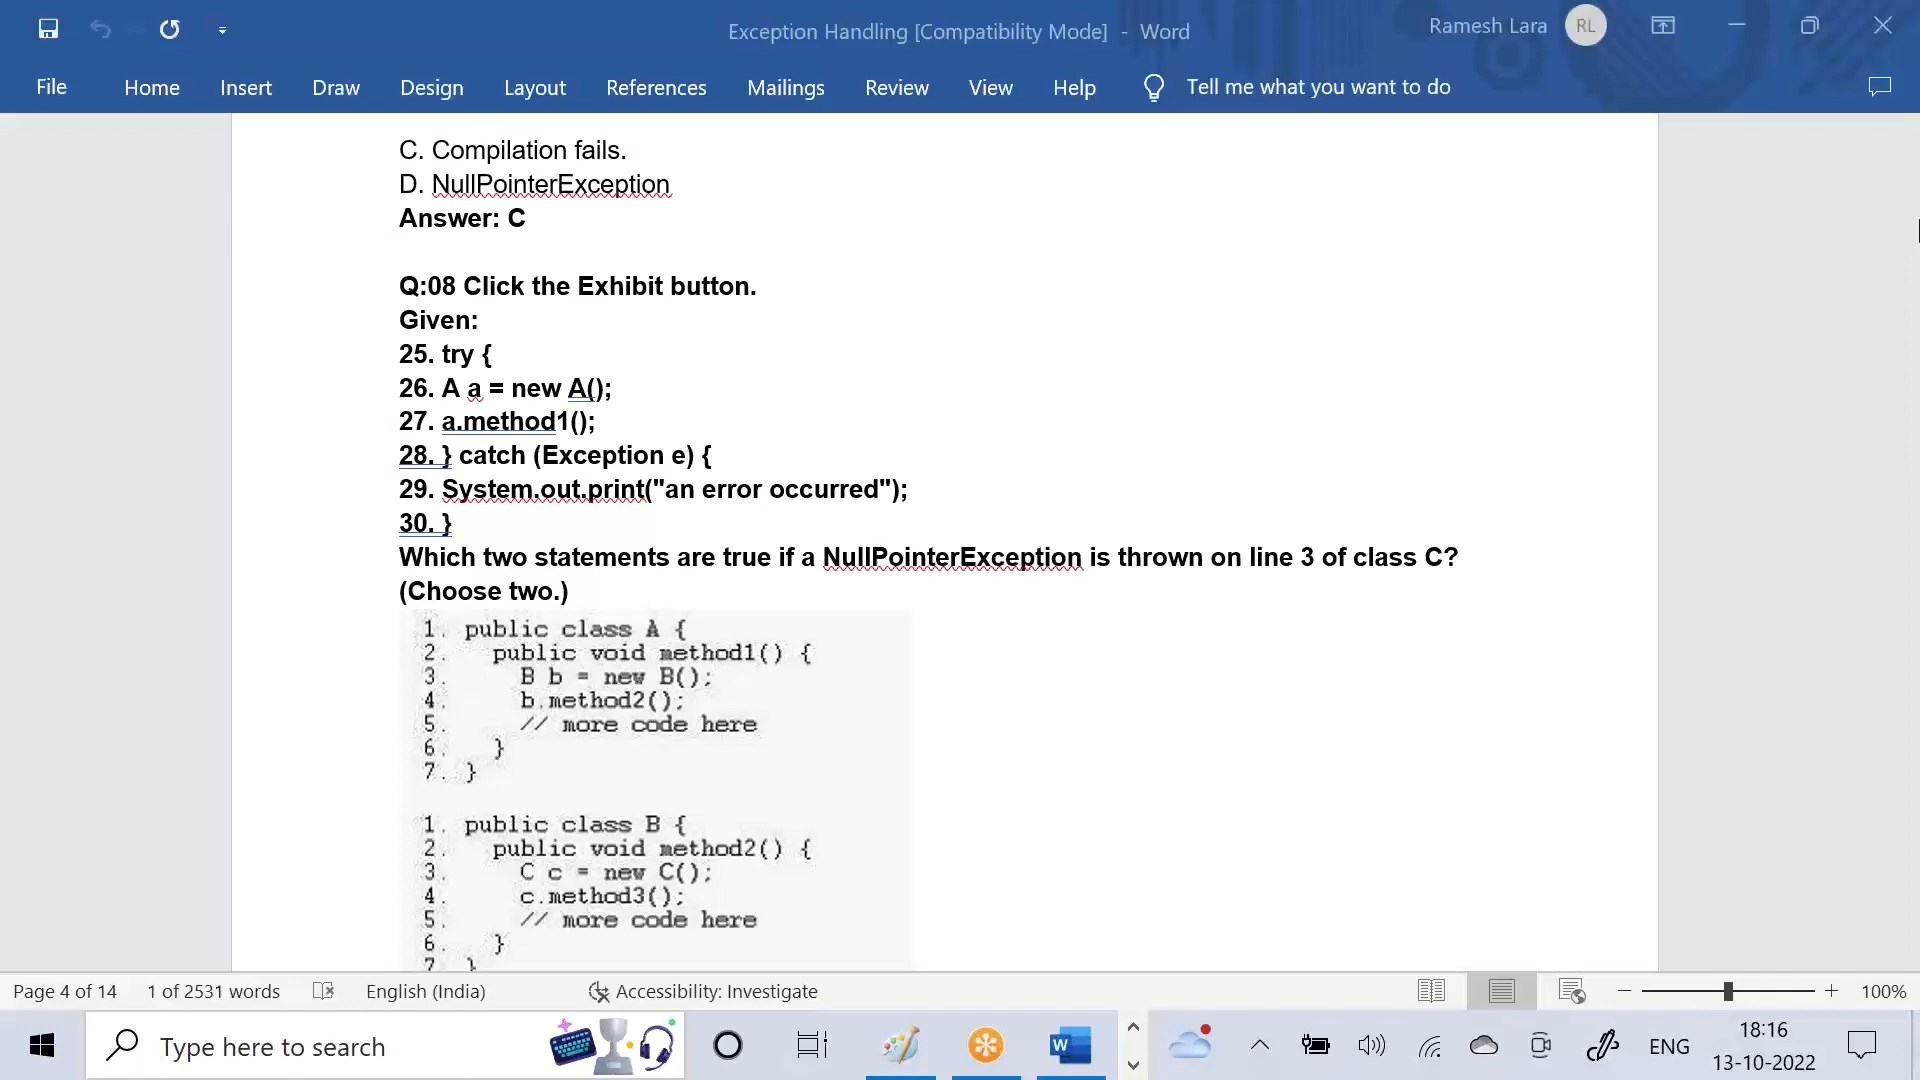 Exception Handling [Compatibility Mode] - Word
Ramesh Lara
RL
File
Home
Insert
Draw
Design
Layout
References
Mailings
Review
View
Help
Tell me what you want to do
C. Compilation fails.
D. NullPointerException
Answer: C
Q:08 Click the Exhibit button.
Given:
25. try {
26. A a = new A();
27. a.method1();
28. } catch (Exception e) {
29. System.out.print("an error occurred");
30. }
Which two statements are true if a NullPointerException is thrown on line 3 of class C?
(Choose two.)
1. public class A {
2. public void method1() {
3. B b = new B();
4. b.method2();
5. // more code here
6. }
7. }
1. public class B {
2. public void method2() {
3. C c = new C();
4. c.method3();
5. // more code here
6. }
7 }
Page 4 of 14
1 of 2531 words
English (India)
Accessibility: Investigate
100%
Type here to search
W
ENG
18:16
13-10-2022